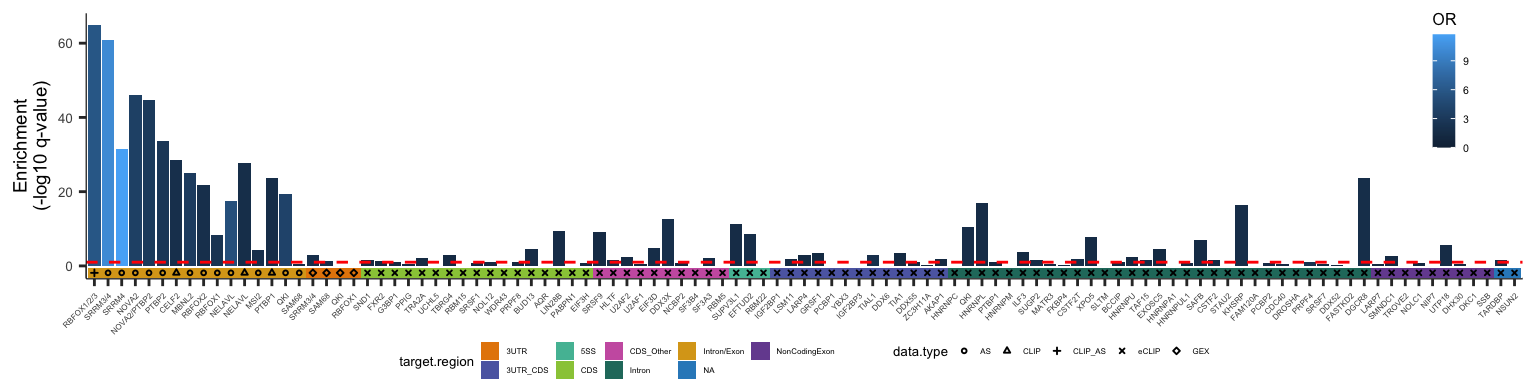 OR
9
6
3
0
Enrichment
(-log10 q-value)
60
40
20
0
RBFOX1/2/3
SRRM3/4
SRRM4
NOVA2
NOVA2/PTBP2
PTBP2
CELF2
MBNL2
RBFOX2
RBFOX1
NELAVL
NELAVL
MSI2
PTBP1
QKI
SAM68
SRRM3/4
SAM68
QKI
RBFOX1
SND1
FXR2
G3BP1
PPIG
TRA2A
UCHL5
TBRG4
RBM15
SRSF1
NOL12
WDR43
PRPF8
BUD13
AQR
LIN28B
PABPN1
EIF3H
SRSF9
HLTF
U2AF2
U2AF1
EIF3D
DDX3X
NCBP2
SF3B4
SF3A3
RBM5
SUPV3L1
EFTUD2
RBM22
IGF2BP1
LSM11
LARP4
GRSF1
PCBP1
YBX3
IGF2BP3
TIAL1
DDX6
TIA1
DDX55
ZC3H11A
AKAP1
HNRNPC
QKI
HNRNPL
PTBP1
HNRNPM
ILF3
SUGP2
MATR3
FKBP4
CSTF2T
XPO5
SLTM
BCCIP
HNRNPU
TAF15
EXOSC5
HNRNPA1
HNRNPUL1
SAFB
CSTF2
STAU2
KHSRP
FAM120A
PCBP2
CDC40
DROSHA
PRPF4
SRSF7
DDX52
FASTKD2
DGCR8
LARP7
SMNDC1
TROVE2
NOLC1
NIP7
UTP18
DHX30
DKC1
SSB
TARDBP
NSUN2
target.region
3UTR
5SS
CDS_Other
Intron/Exon
NonCodingExon
3UTR_CDS
CDS
Intron
NA
data.type
AS
CLIP
CLIP_AS
eCLIP
GEX